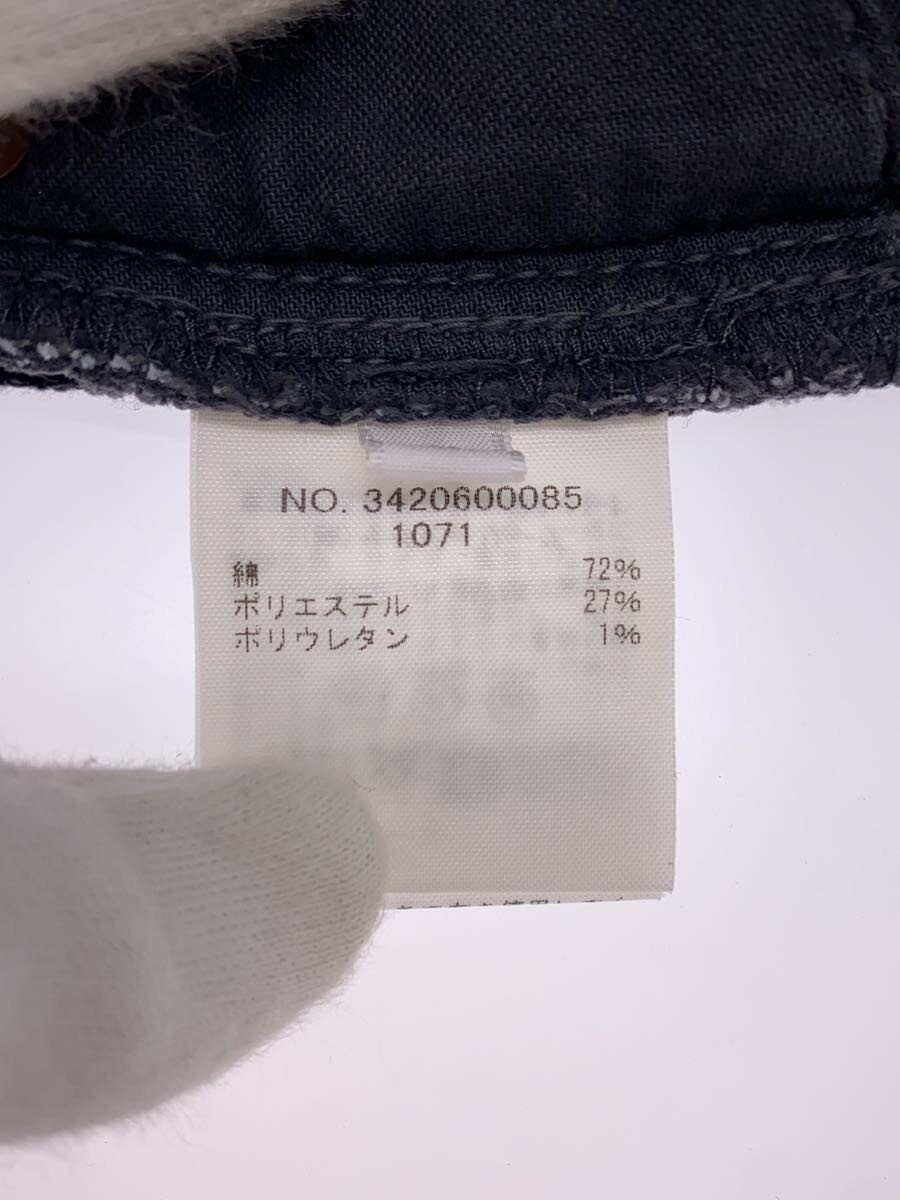 NO. 3420600085
1071
綿 72%
ポリエステル 27%
ポリウレタン 1%